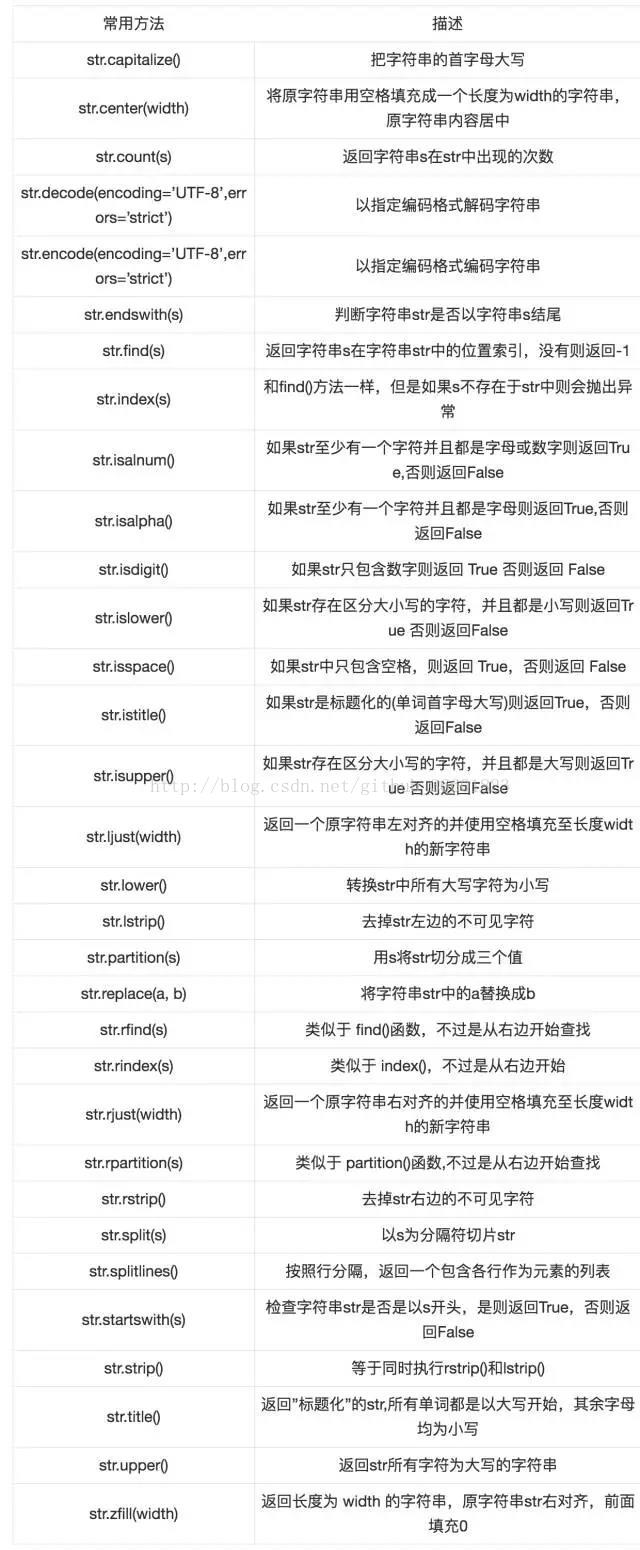 常用方法 描述
str.capitalize() 把字符串的首字母大写
str.center(width) 将原字符串用空格填充成一个长度为width的字符串，
原字符串内容居中
str.count(s) 返回字符串s在str中出现的次数
str.decode(encoding='UTF-8',err
ors='strict') 以指定编码格式解码字符串
str.encode(encoding='UTF-8',err
ors='strict') 以指定编码格式编码字符串
str.endswith(s) 判断字符串str是否以字符串s结尾
str.find(s) 返回字符串s在字符串str中的位置索引，没有则返回-1
str.index(s) 和find()方法一样，但是如果s不存在于str中则会抛出异
常
str.isalnum() 如果str至少有一个字符并且都是字母或数字则返回Tru
e,否则返回False
str.isalpha() 如果str至少有一个字符并且都是字母则返回True,否则
返回False
str.isdigit() 如果str只包含数字则返回 True 否则返回 False
str.islower() 如果str存在区分大小写的字符，并且都是小写则返回Tr
ue 否则返回False
str.isspace() 如果str中只包含空格，则返回 True，否则返回 False
str.istitle() 如果str是标题化的(单词首字母大写)则返回True，否则
返回False
str.isupper() 如果str存在区分大小写的字符，并且都是大写则返回Tr
ue 否则返回False
str.ljust(width) 返回一个原字符串左对齐的并使用空格填充至长度widt
h的新字符串
str.lower() 转换str中所有大写字符为小写
str.lstrip() 去掉str左边的不可见字符
str.partition(s) 用s将str切分成三个值
str.replace(a, b) 将字符串str中的a替换成b
str.rfind(s) 类似于 find()函数，不过是从右边开始查找
str.rindex(s) 类似于 index()，不过是从右边开始
str.rjust(width) 返回一个原字符串右对齐的并使用空格填充至长度widt
h的新字符串
str.rpartition(s) 类似于 partition()函数,不过是从右边开始查找
str.rstrip() 去掉str右边的不可见字符
str.split(s) 以s为分隔符切片str
str.splitlines() 按照行分隔，返回一个包含各行作为元素的列表
str.startswith(s) 检查字符串str是否是以s开头，是则返回True，否则返
回False
str.strip() 等于同时执行rstrip()和lstrip()
str.title() 返回”标题化”的str,所有单词都是以大写开始，其余字母
均为小写
str.upper() 返回str所有字符为大写的字符串
str.zfill(width) 返回长度为 width 的字符串，原字符串str右对齐，前面
填充0